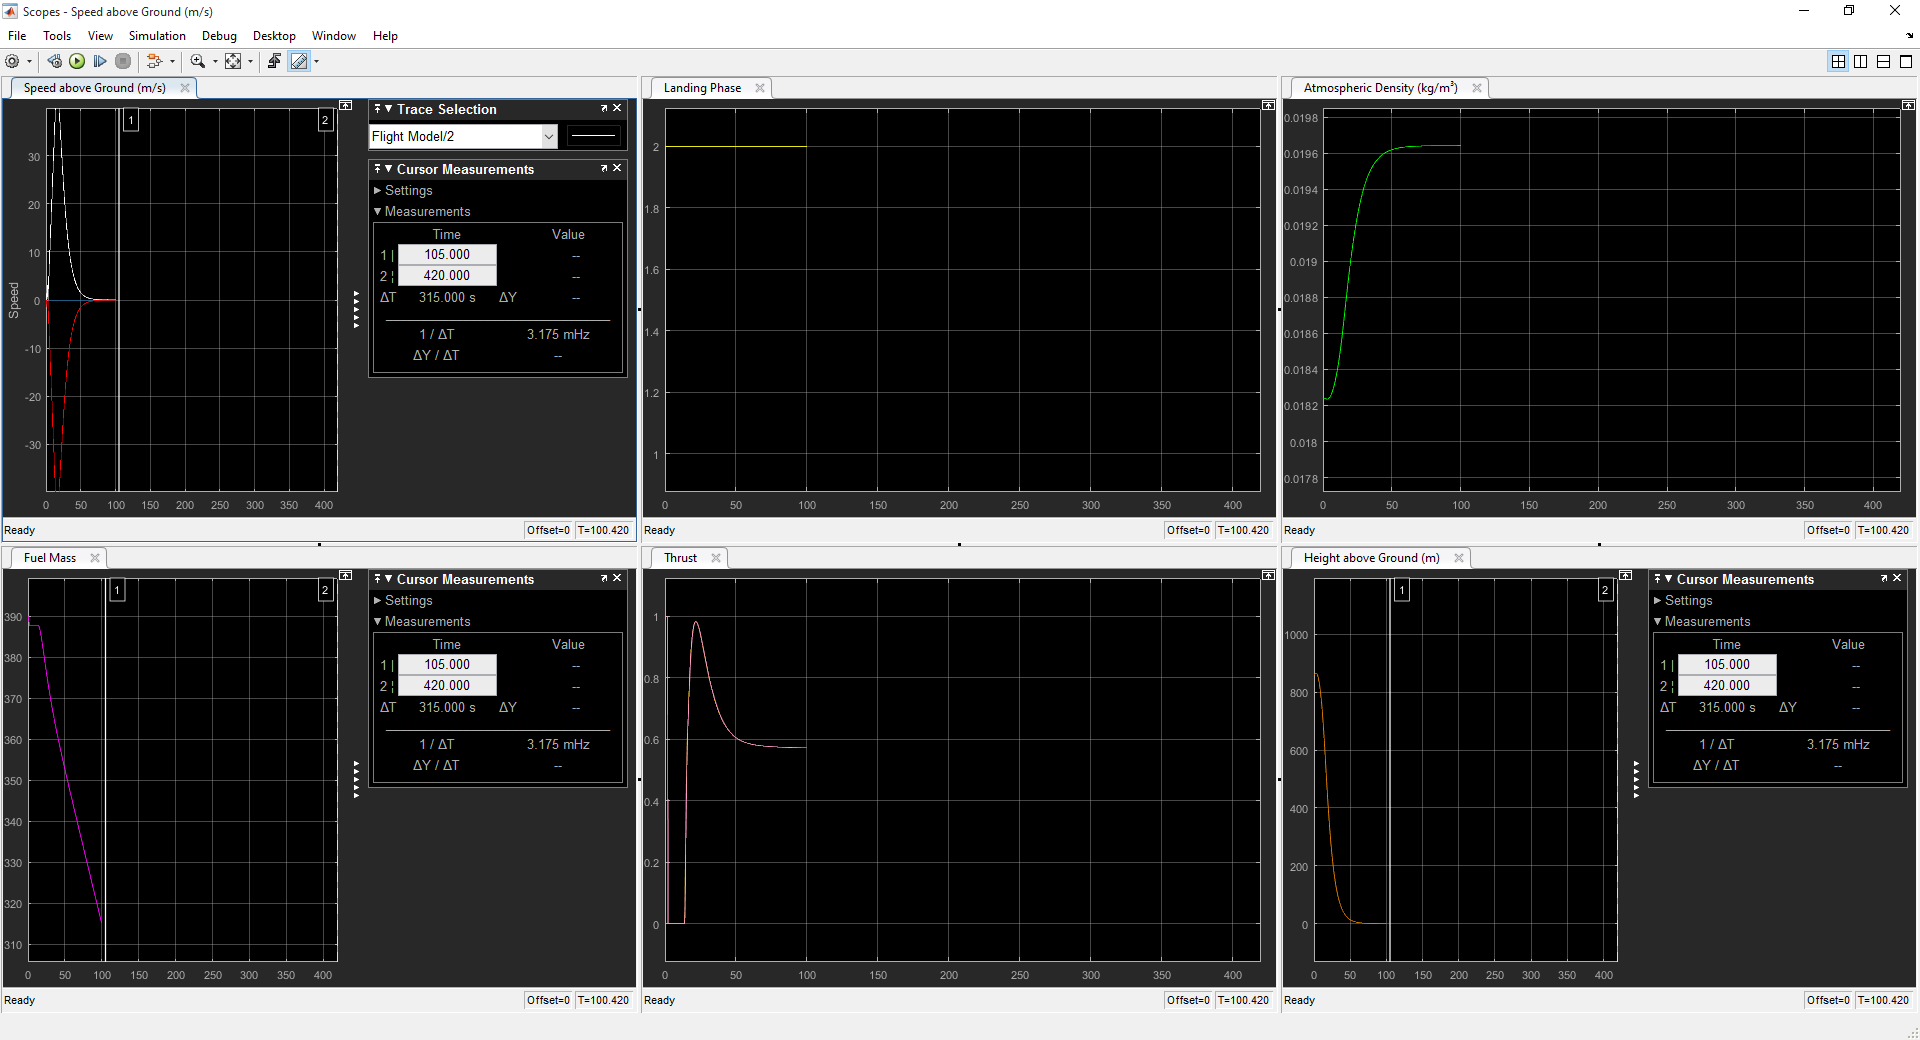 Scopes - Speed above Ground (m/s)
File Tools View Simulation Debug Desktop Window Help
Speed above Ground (m/s)
1
2
30
20
10
0
-10
-20
-30
Speed
0 50 100 150 200 250 300 350 400
Trace Selection
Flight Model/2
Cursor Measurements
Settings
Measurements
Time Value
1 | 105.000 --
2 ¦ 420.000 --
ΔT 315.000 s ΔY --
1 / ΔT 3.175 mHz
ΔY / ΔT --
Ready Offset=0 T=100.420
Landing Phase
2
1.8
1.6
1.4
1.2
1
0 50 100 150 200 250 300 350 400
Ready Offset=0 T=100.420
Atmospheric Density (kg/m³)
0.0198
0.0196
0.0194
0.0192
0.019
0.0188
0.0186
0.0184
0.0182
0.018
0.0178
0 50 100 150 200 250 300 350 400
Ready Offset=0 T=100.420
Fuel Mass
1
2
390
380
370
360
350
340
330
320
310
0 50 100 150 200 250 300 350 400
Cursor Measurements
Settings
Measurements
Time Value
1 | 105.000 --
2 ¦ 420.000 --
ΔT 315.000 s ΔY --
1 / ΔT 3.175 mHz
ΔY / ΔT --
Ready Offset=0 T=100.420
Thrust
1
0.8
0.6
0.4
0.2
0
0 50 100 150 200 250 300 350 400
Ready Offset=0 T=100.420
Height above Ground (m)
1
2
1000
800
600
400
200
0
0 50 100 150 200 250 300 350 400
Cursor Measurements
Settings
Measurements
Time Value
1 | 105.000 --
2 ¦ 420.000 --
ΔT 315.000 s ΔY --
1 / ΔT 3.175 mHz
ΔY / ΔT --
Ready Offset=0 T=100.420